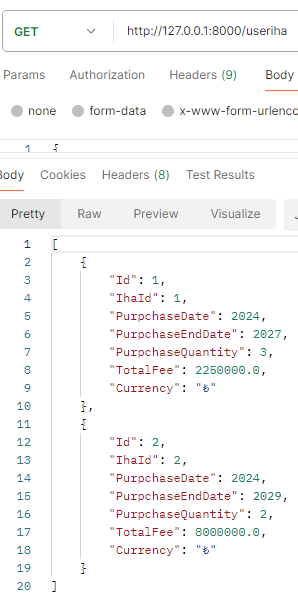 GET http://127.0.0.1:8000/useriha
Params Authorization Headers (9) Body
none form-data x-www-form-urlenco
1 {
Body Cookies Headers (8) Test Results
Pretty Raw Preview Visualize
1 [
2 {
3 "Id": 1,
4 "IhaId": 1,
5 "PurpchaseDate": 2024,
6 "PurpchaseEndDate": 2027,
7 "PurpchaseQuantity": 3,
8 "TotalFee": 2250000.0,
9 "Currency": "₺"
10 },
11 {
12 "Id": 2,
13 "IhaId": 2,
14 "PurpchaseDate": 2024,
15 "PurpchaseEndDate": 2029,
16 "PurpchaseQuantity": 2,
17 "TotalFee": 8000000.0,
18 "Currency": "₺"
19 }
20 ]